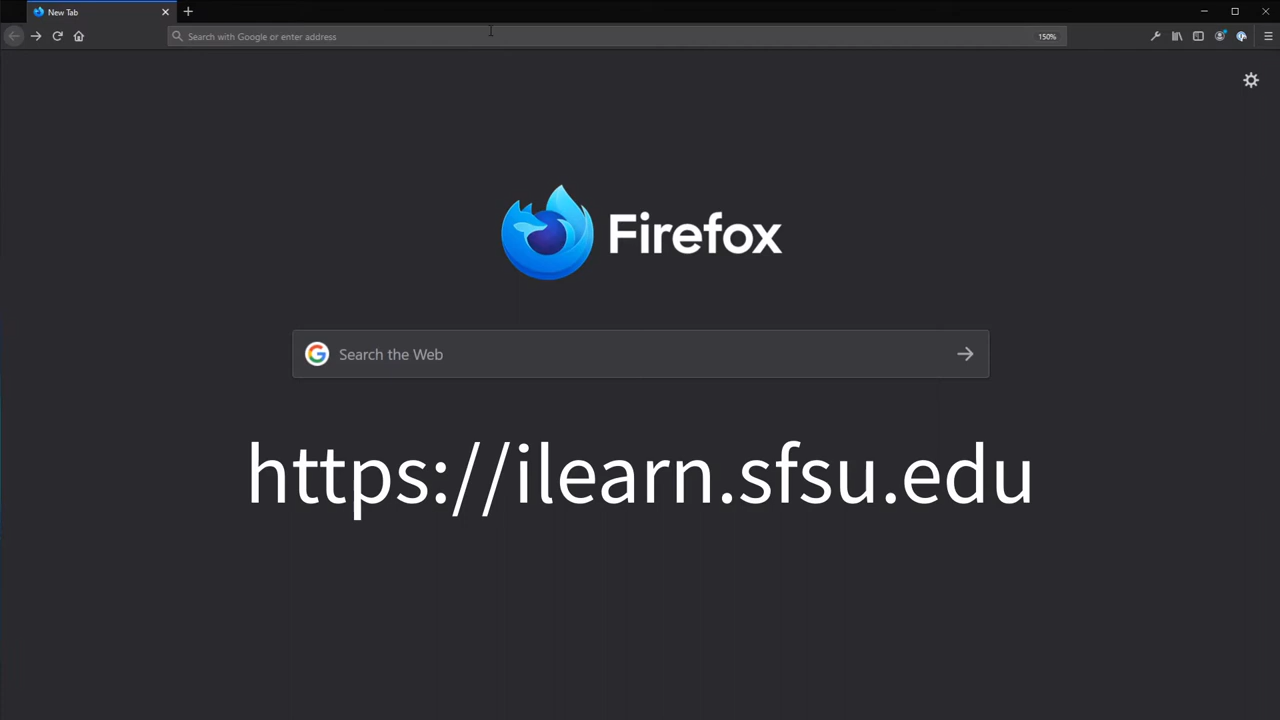 New Tab
Search with Google or enter address
150%
Firefox
Search the Web
https://ilearn.sfsu.edu